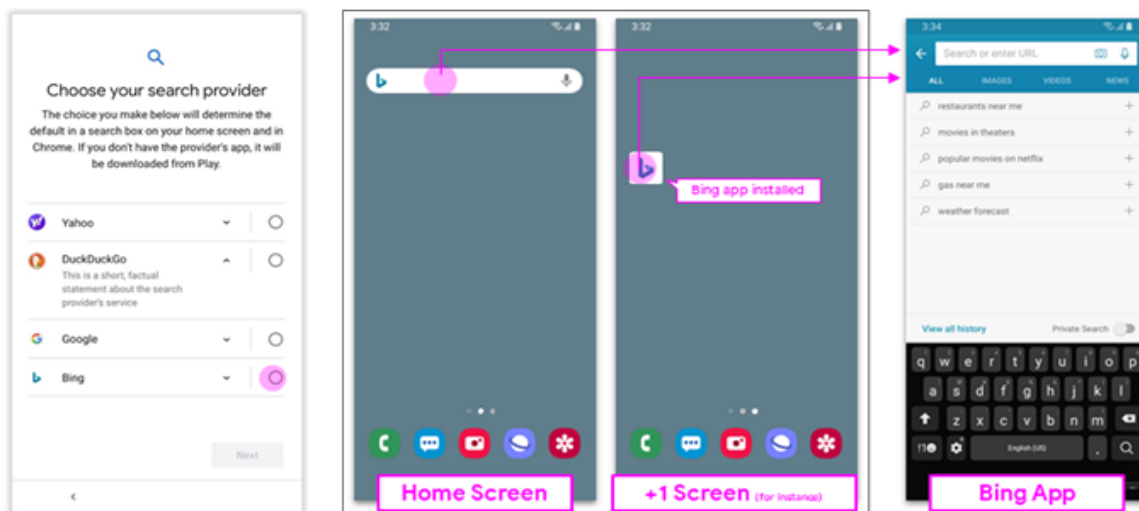 Choose your search provider
The choice you make below will determine the
default in a search box on your home screen and in
Chrome. If you don't have the provider's app, it will
be downloaded from Play.
Yahoo
DuckDuckGo
This is a short, factual
statement about the search
provider's service
Google
Bing
Next
3:32
Home Screen
3:32
Bing app installed
+1 Screen (for instance)
3:34
Search or enter URL
ALL IMAGES VIDEOS NEWS
restaurants near me
movies in theaters
popular movies on netflix
gas near me
weather forecast
View all history Private Search
q w e r t y u i o p
a s d f g h j k l
z x c v b n m
English (US) .
Bing App